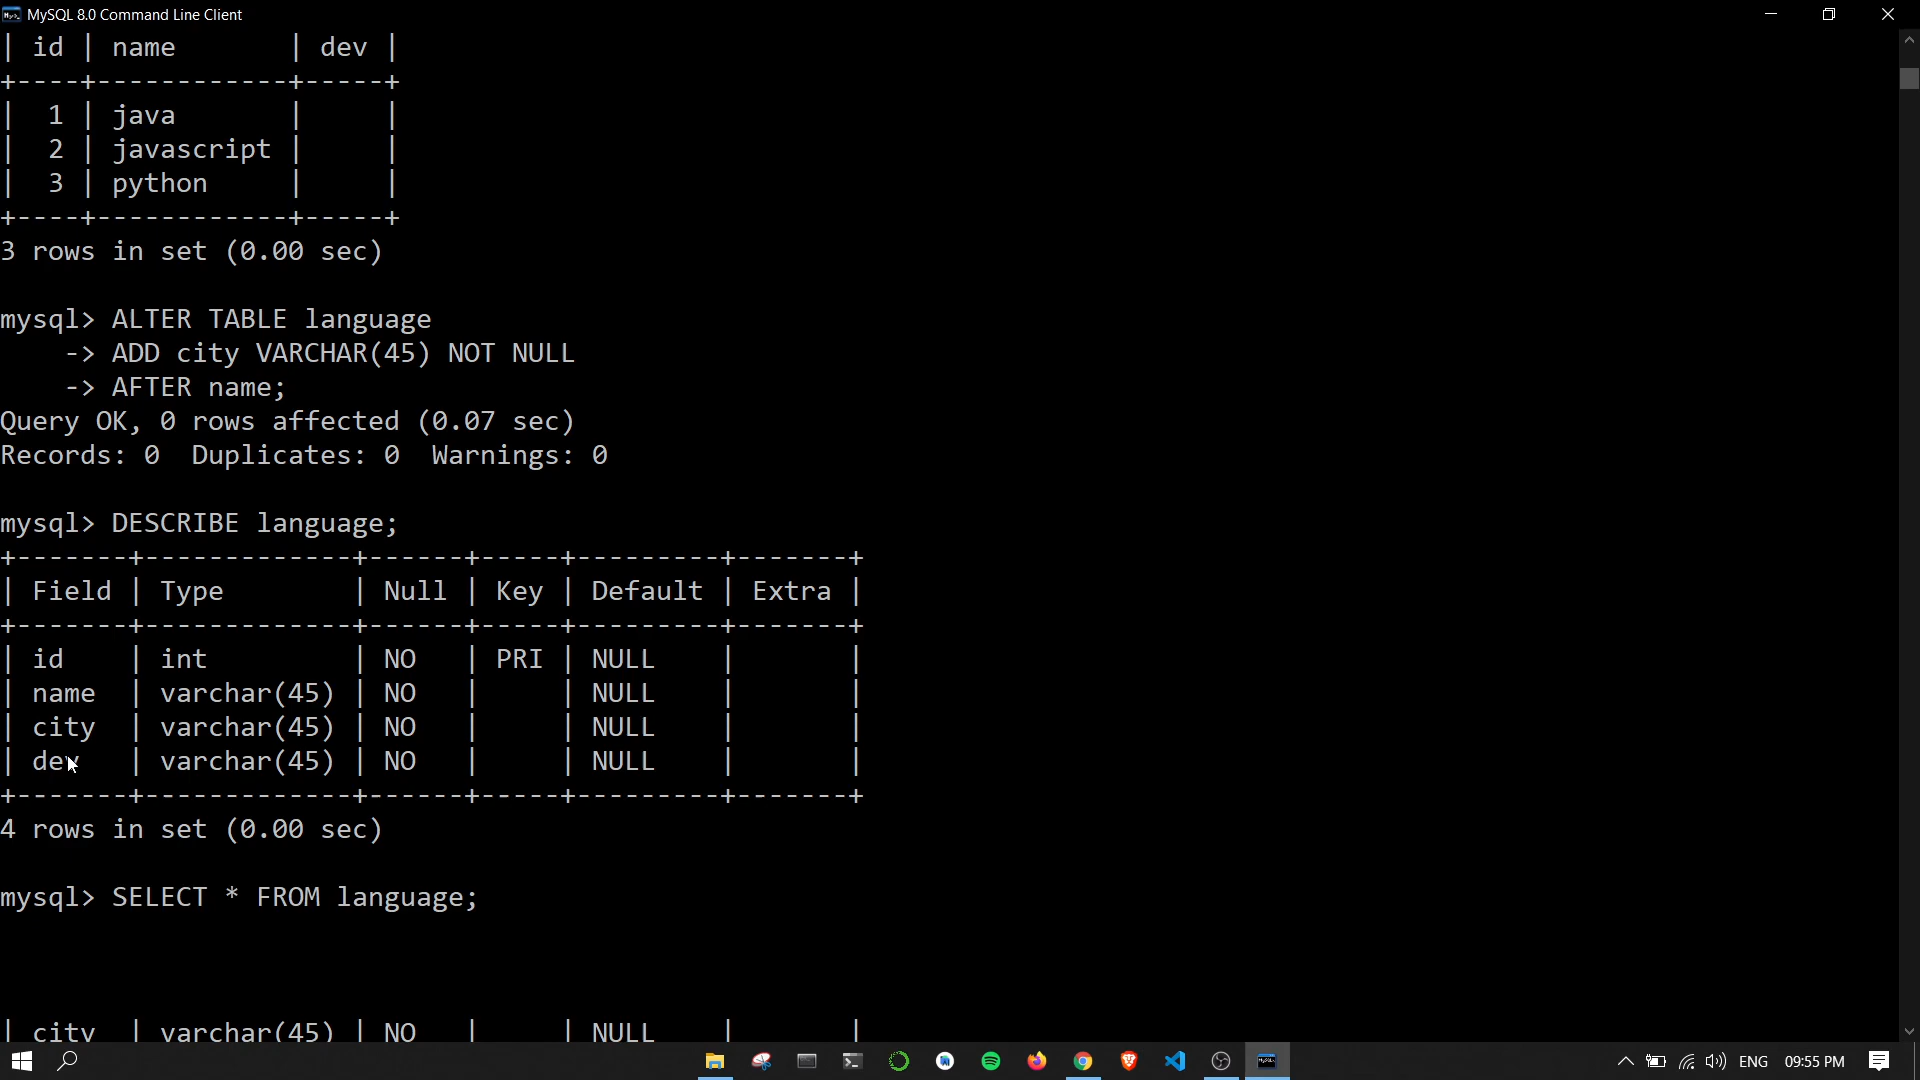 MySQL 8.0 Command Line Client
| id | name       | dev |
+----+------------+-----+
|  1 | java       |     |
|  2 | javascript |     |
|  3 | python     |     |
+----+------------+-----+
3 rows in set (0.00 sec)
mysql> ALTER TABLE language
    -> ADD city VARCHAR(45) NOT NULL
    -> AFTER name;
Query OK, 0 rows affected (0.07 sec)
Records: 0  Duplicates: 0  Warnings: 0
mysql> DESCRIBE language;
+-------+-------------+------+-----+---------+-------+
| Field | Type        | Null | Key | Default | Extra |
+-------+-------------+------+-----+---------+-------+
| id    | int         | NO   | PRI | NULL    |       |
| name  | varchar(45) | NO   |     | NULL    |       |
| city  | varchar(45) | NO   |     | NULL    |       |
| dev   | varchar(45) | NO   |     | NULL    |       |
+-------+-------------+------+-----+---------+-------+
4 rows in set (0.00 sec)
mysql> SELECT * FROM language;
| city  | varchar(45) | NO   |     | NULL    |       |
ENG 09:55 PM